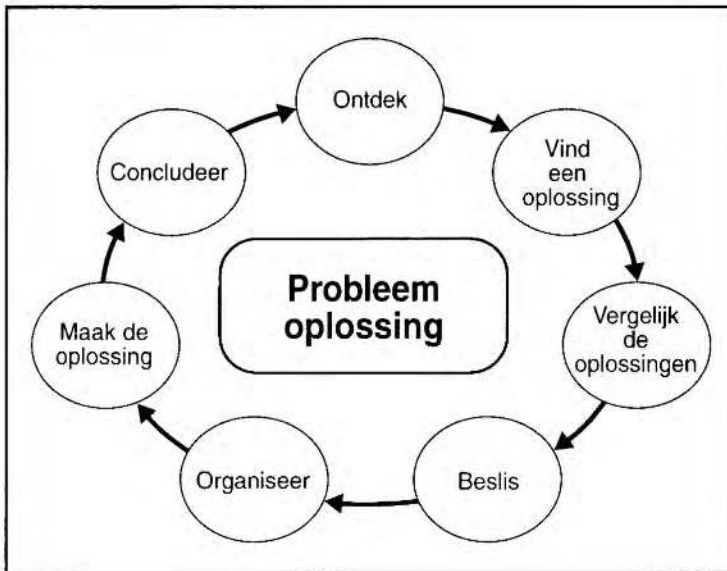 Ontdek
Vind
een
oplossing
Vergelijk
de
oplossingen
Beslis
Organiseer
Maak de
oplossing
Concludeer
Probleem
oplossing